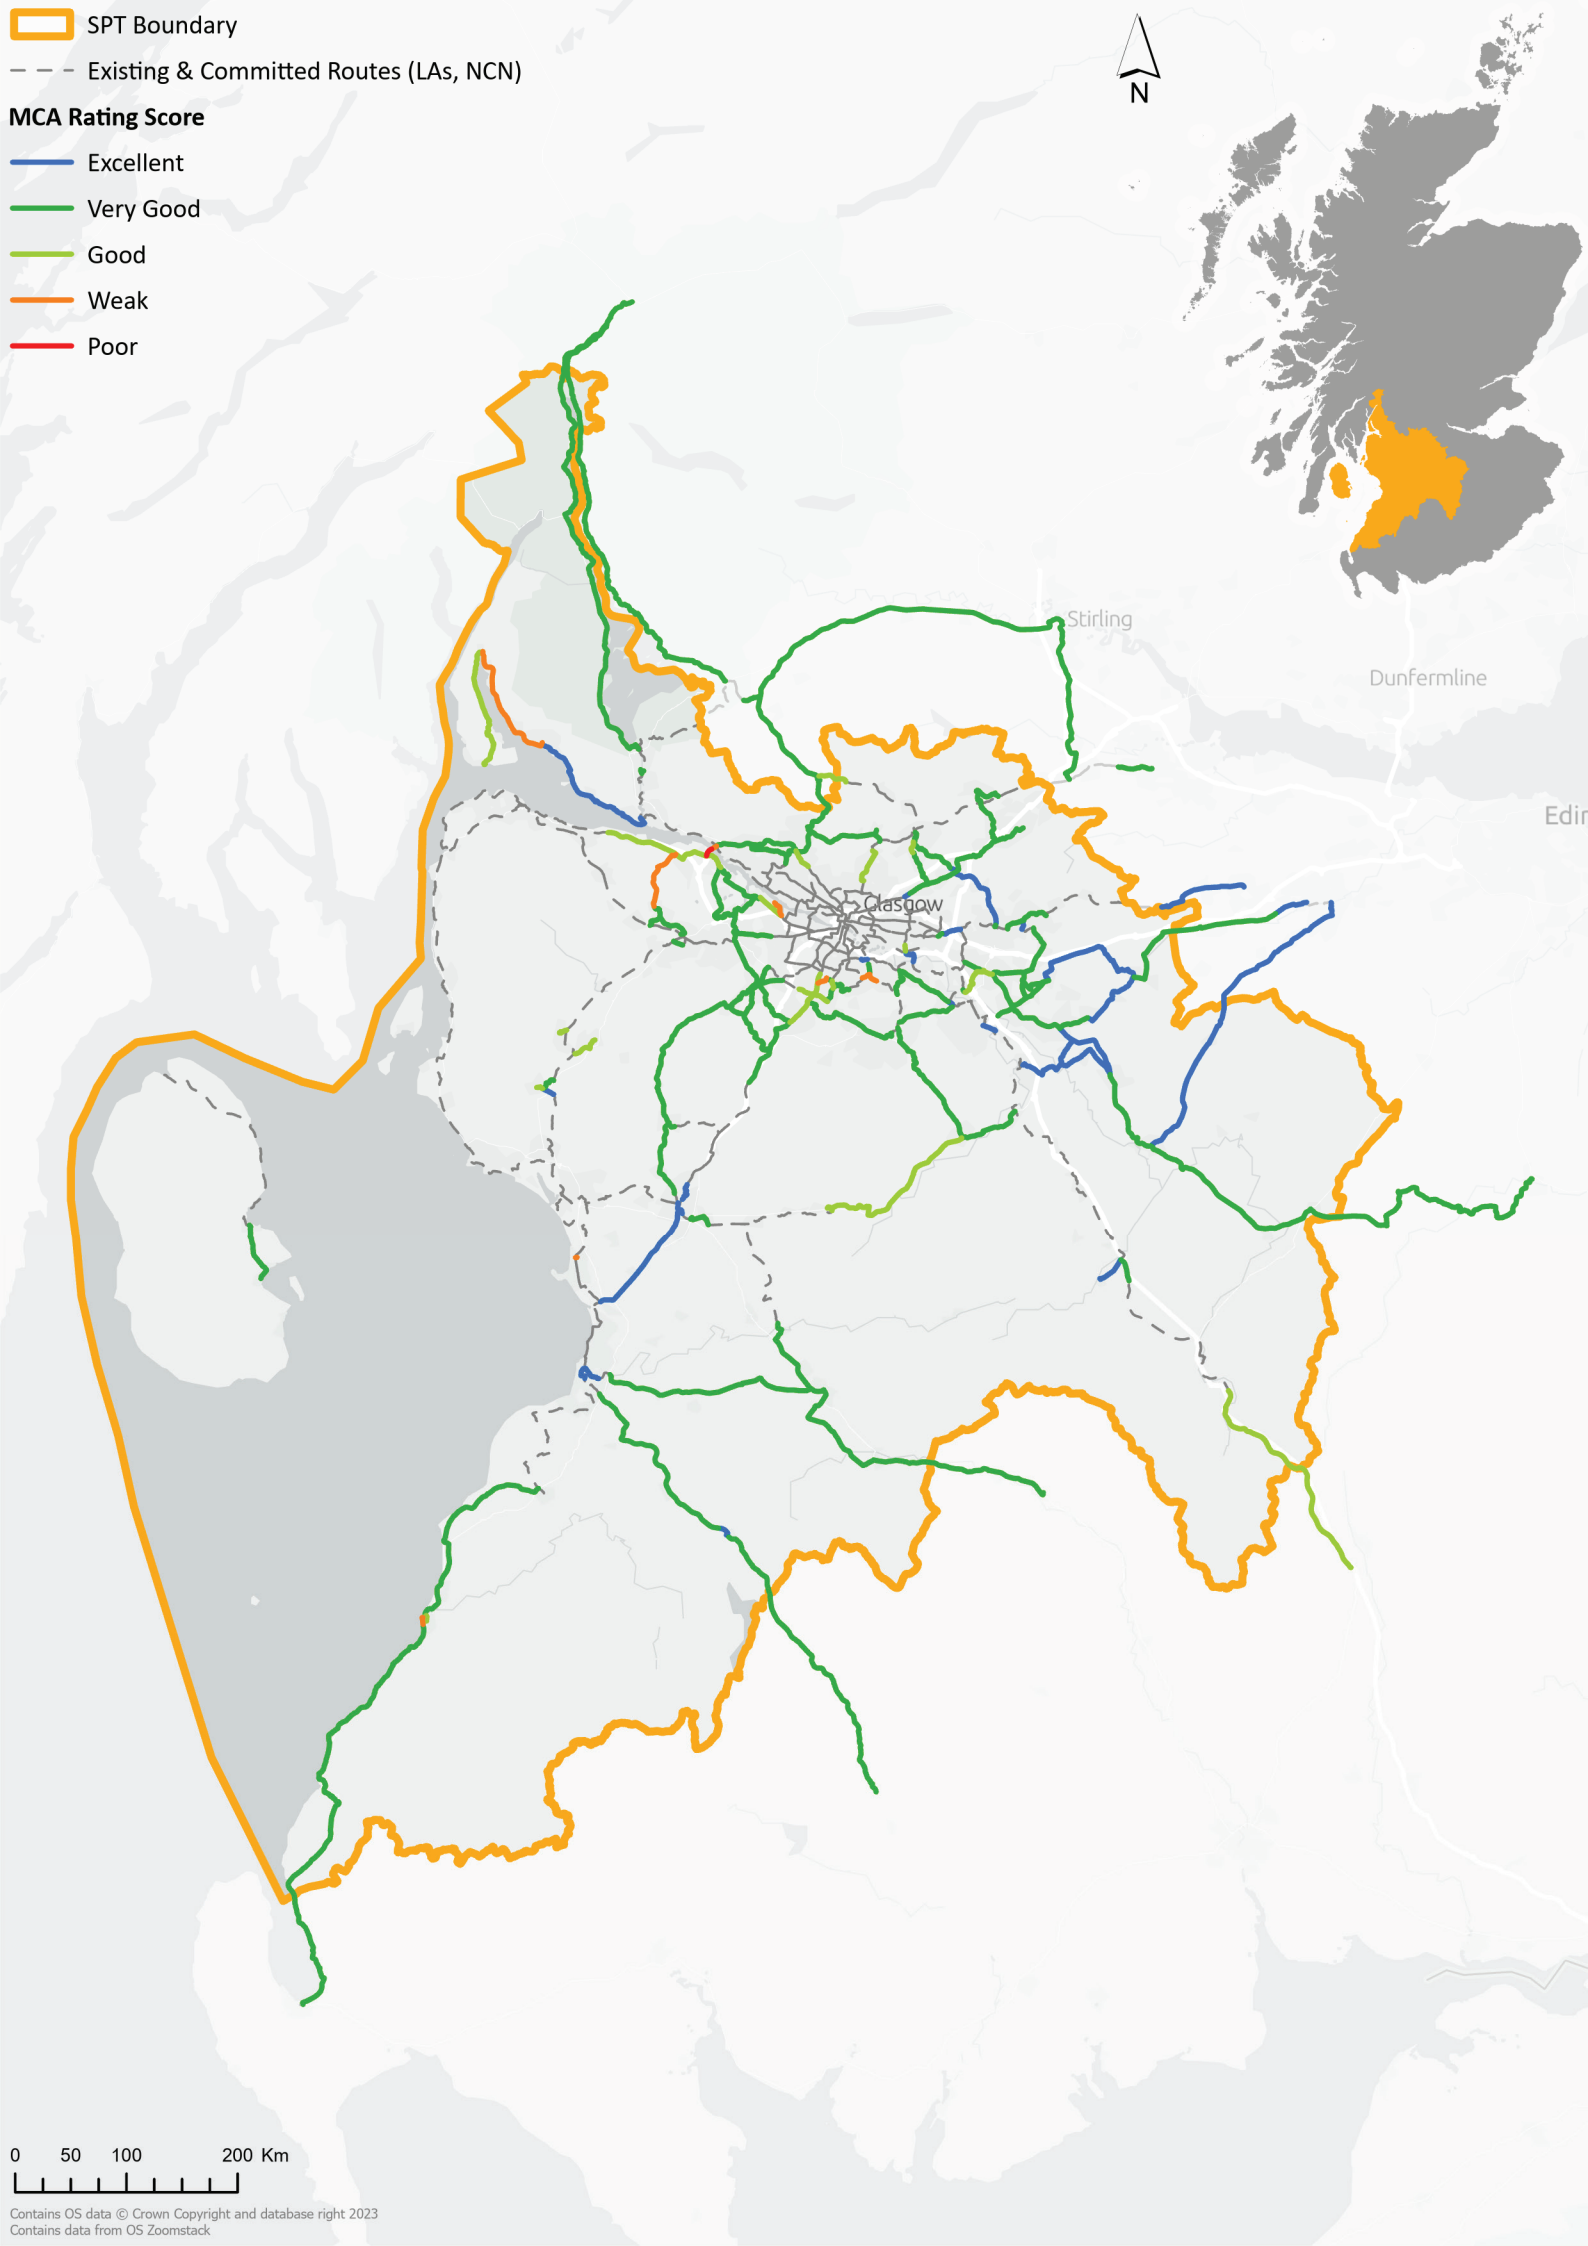 SPT Boundary
Existing & Committed Routes (LAs, NCN)
MCA Rating Score
Excellent
Very Good
Good
Weak
Poor
N
Stirling
Dunfermline
Edin
Glasgow
0 50 100 200 Km
Contains OS data © Crown Copyright and database right 2023
Contains data from OS Zoomstack